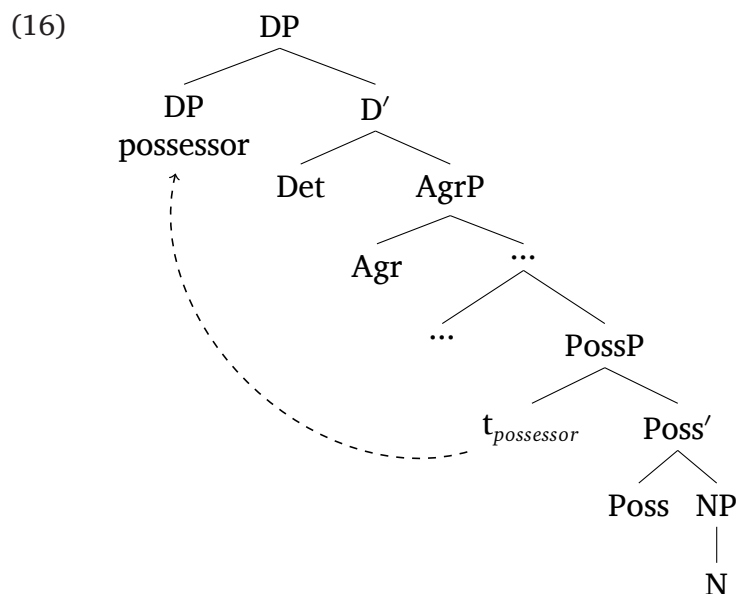 (16) DP
DP D′
possessor
Det AgrP
Agr ...
... PossP
t_possessor Poss′
Poss NP
N